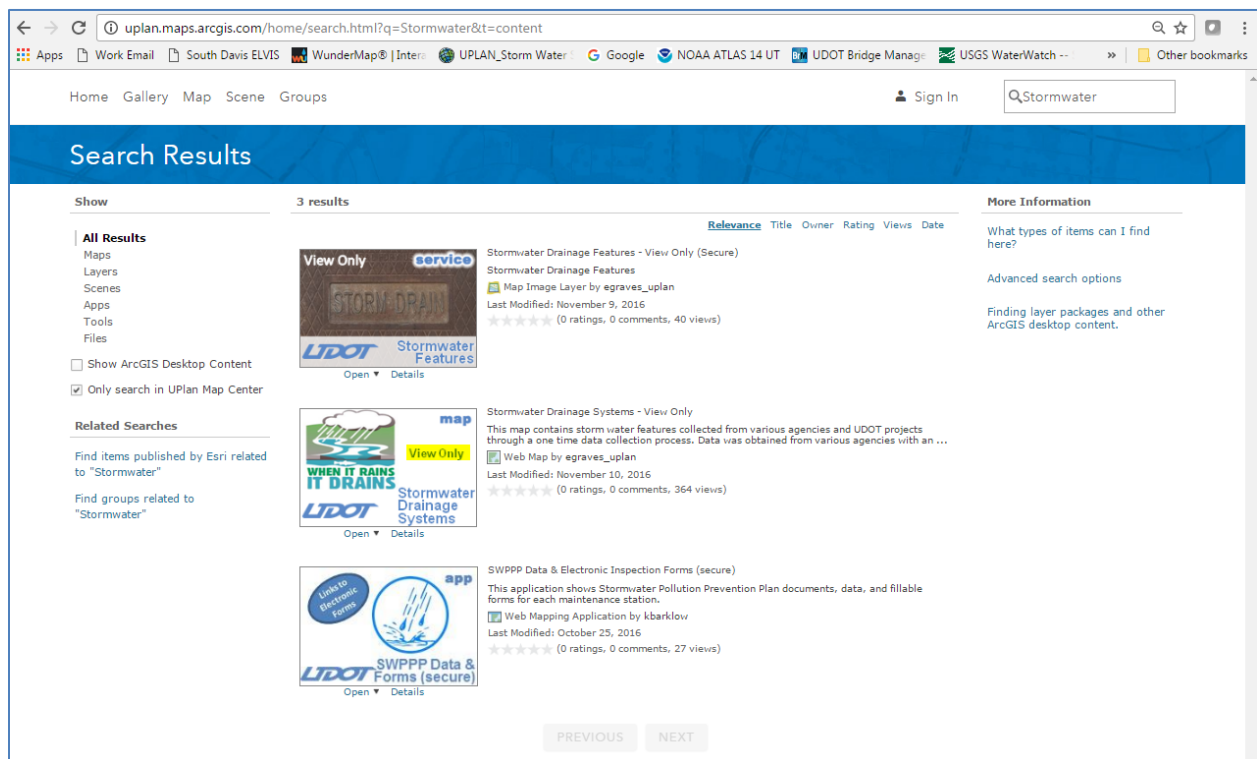 uplan.maps.arcgis.com/home/search.html?q=Stormwater&t=content
Apps Work Email South Davis ELVIS WunderMap® | Inter UPLAN_Storm Water Google NOAA ATLAS 14 UT UDOT Bridge Manage USGS WaterWatch -- » Other bookmarks
Home Gallery Map Scene Groups Sign In Stormwater
Search Results
Show
All Results
Maps
Layers
Scenes
Apps
Tools
Files
Show ArcGIS Desktop Content
Only search in UPlan Map Center
Related Searches
Find items published by Esri related
to "Stormwater"
Find groups related to
"Stormwater"
3 results
Relevance Title Owner Rating Views Date
View Only service
STORM DRAIN
UDOT Stormwater
Features
Open ▼ Details
Stormwater Drainage Features - View Only (Secure)
Stormwater Drainage Features
Map Image Layer by egraves_uplan
Last Modified: November 9, 2016
(0 ratings, 0 comments, 40 views)
map
View Only
WHEN IT RAINS
IT DRAINS
UDOT Stormwater
Drainage
Systems
Open ▼ Details
Stormwater Drainage Systems - View Only
This map contains storm water features collected from various agencies and UDOT projects
through a one time data collection process. Data was obtained from various agencies with an ...
Web Map by egraves_uplan
Last Modified: November 10, 2016
(0 ratings, 0 comments, 364 views)
Links to
Electronic
Forms
app
UDOT SWPPP Data &
Forms (secure)
Open ▼ Details
SWPPP Data & Electronic Inspection Forms (secure)
This application shows Stormwater Pollution Prevention Plan documents, data, and fillable
forms for each maintenance station.
Web Mapping Application by kbarklow
Last Modified: October 25, 2016
(0 ratings, 0 comments, 27 views)
PREVIOUS NEXT
More Information
What types of items can I find
here?
Advanced search options
Finding layer packages and other
ArcGIS desktop content.